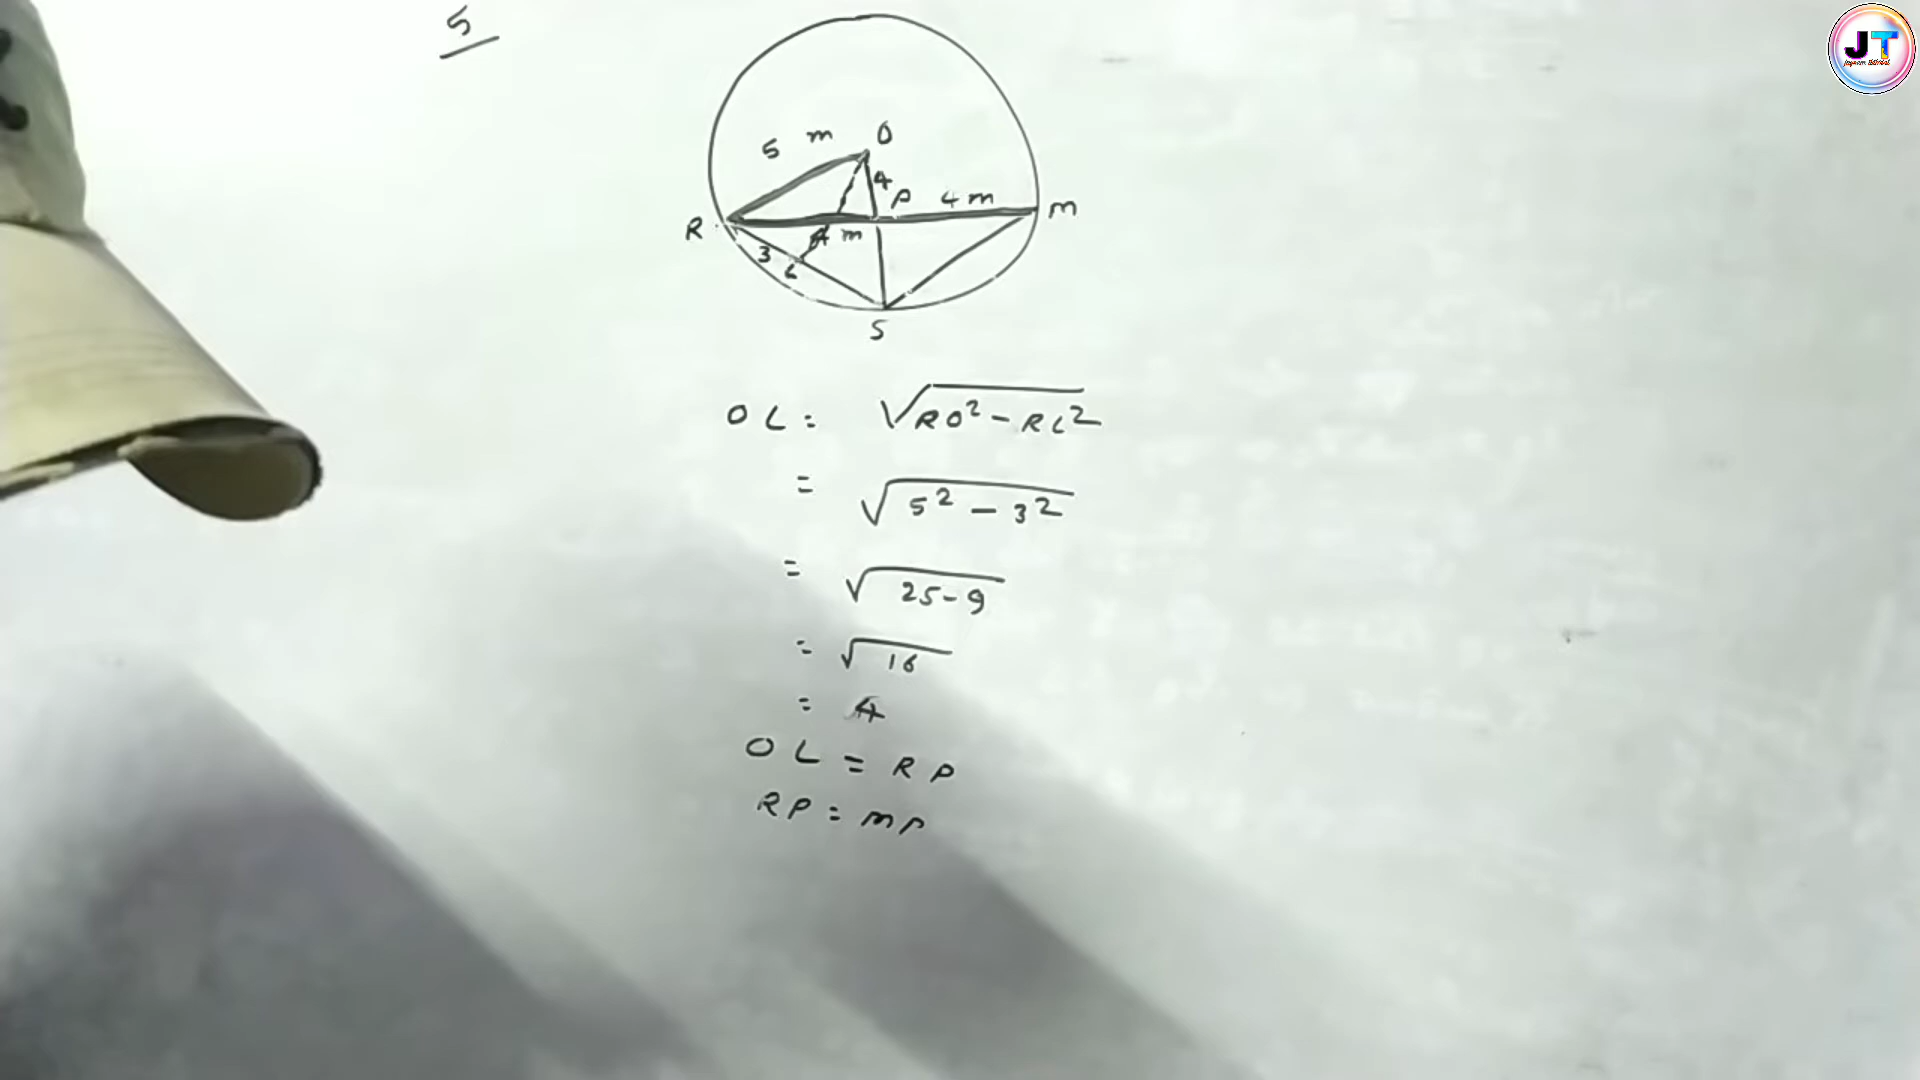 5
5 m
O
4
P
4 m
M
R
4 m
3
L
S
OL = √RO² - RL²
= √5² - 3²
= √25-9
= √16
= 4
OL = RP
RP = MP
JT